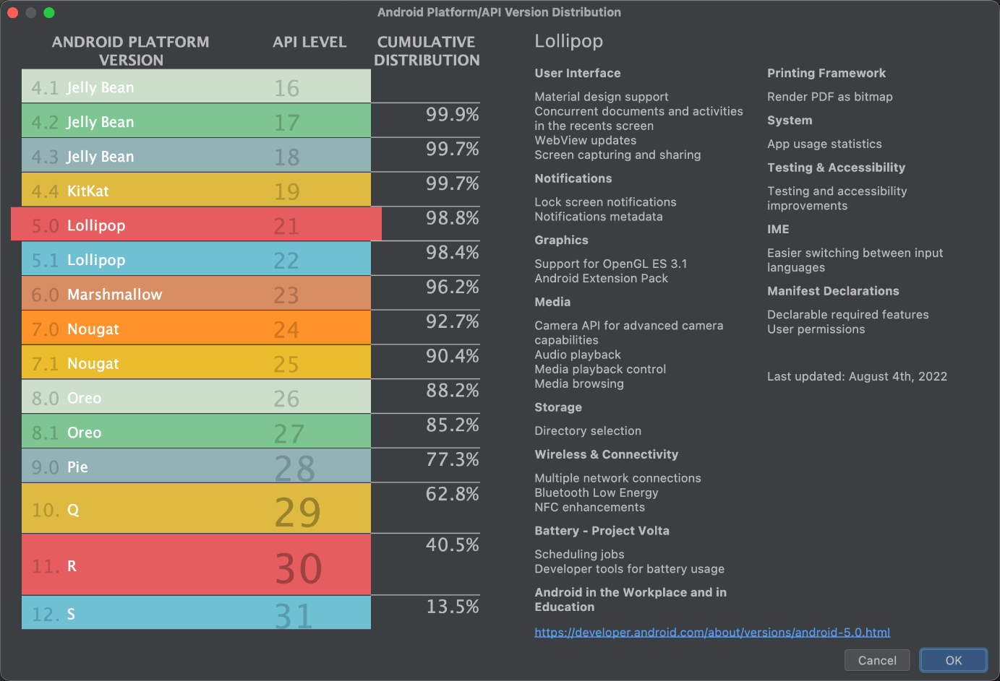 Android Platform/API Version Distribution
ANDROID PLATFORM
VERSION
API LEVEL
CUMULATIVE
DISTRIBUTION
4.1 Jelly Bean 16
4.2 Jelly Bean 17 99.9%
4.3 Jelly Bean 18 99.7%
4.4 KitKat 19 99.7%
5.0 Lollipop 21 98.8%
5.1 Lollipop 22 98.4%
6.0 Marshmallow 23 96.2%
7.0 Nougat 24 92.7%
7.1 Nougat 25 90.4%
8.0 Oreo 26 88.2%
8.1 Oreo 27 85.2%
9.0 Pie 28 77.3%
10. Q 29 62.8%
11. R 30 40.5%
12. S 31 13.5%
Lollipop
User Interface
Material design support
Concurrent documents and activities
in the recents screen
WebView updates
Screen capturing and sharing
Notifications
Lock screen notifications
Notifications metadata
Graphics
Support for OpenGL ES 3.1
Android Extension Pack
Media
Camera API for advanced camera
capabilities
Audio playback
Media playback control
Media browsing
Storage
Directory selection
Wireless & Connectivity
Multiple network connections
Bluetooth Low Energy
NFC enhancements
Battery - Project Volta
Scheduling jobs
Developer tools for battery usage
Android in the Workplace and in
Education
Printing Framework
Render PDF as bitmap
System
App usage statistics
Testing & Accessibility
Testing and accessibility
improvements
IME
Easier switching between input
languages
Manifest Declarations
Declarable required features
User permissions
Last updated: August 4th, 2022
https://developer.android.com/about/versions/android-5.0.html
Cancel
OK